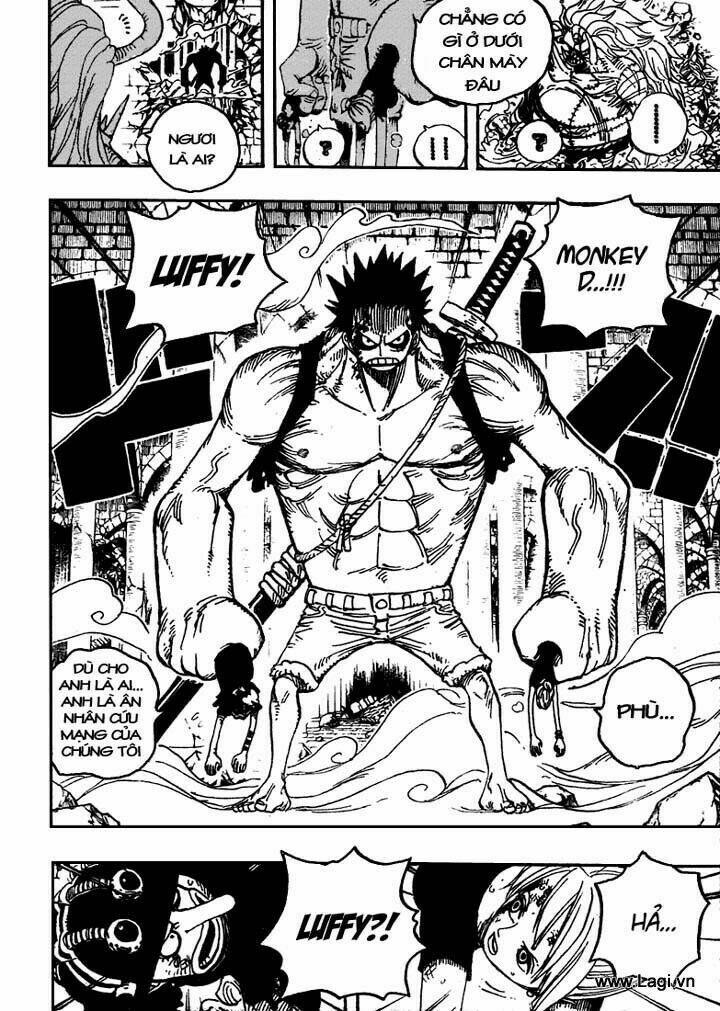 NGƯƠI
LÀ AI?
CHẲNG CÓ
GÌ Ở DƯỚI
CHÂN MÀY
ĐÂU
?
!!
?
LUFFY!
MONKEY
D...!!!
DÙ CHO
ANH LÀ AI...
ANH LÀ ÂN
NHÂN CỨU
MẠNG CỦA
CHÚNG TÔI
PHÙ...
LUFFY?!
HẢ...
www.Lagi.vn